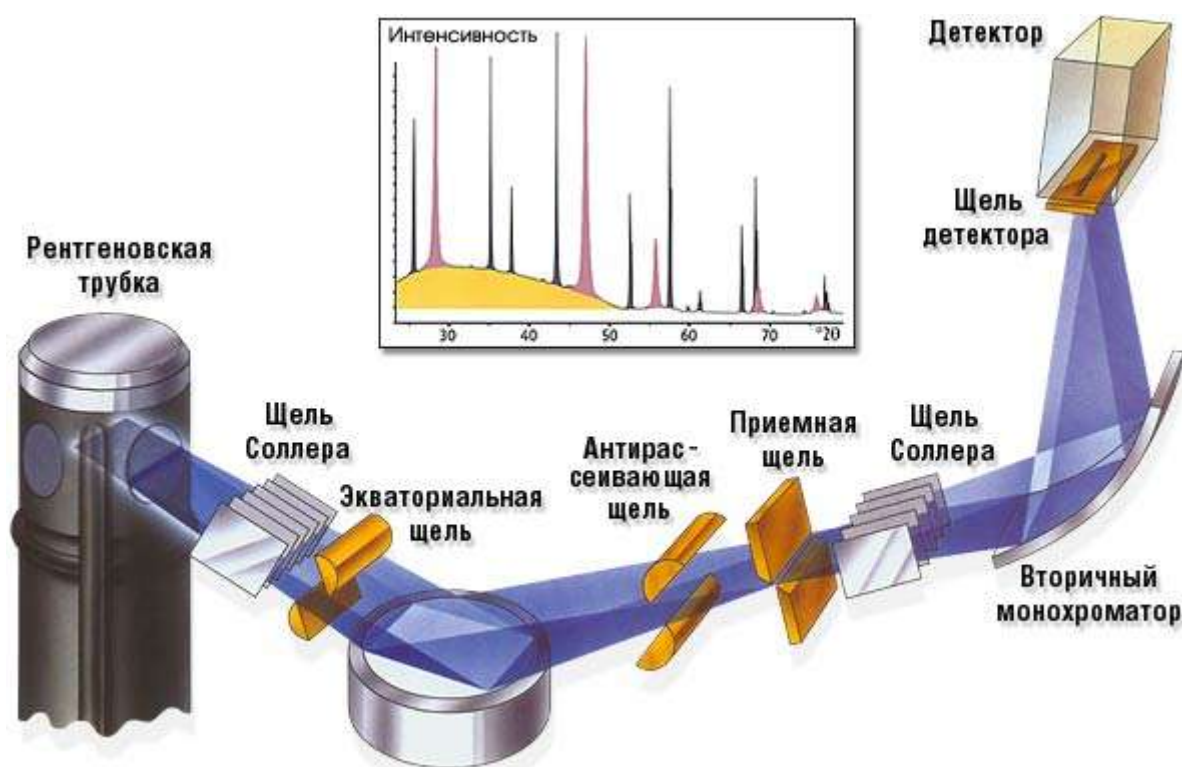 Интенсивность
30 40 50 60 70 °2θ
Детектор
Щель
детектора
Рентгеновская
трубка
Щель
Соллера
Экваториальная
щель
Антирас-
сеивающая
щель
Приемная
щель
Щель
Соллера
Вторичный
монохроматор